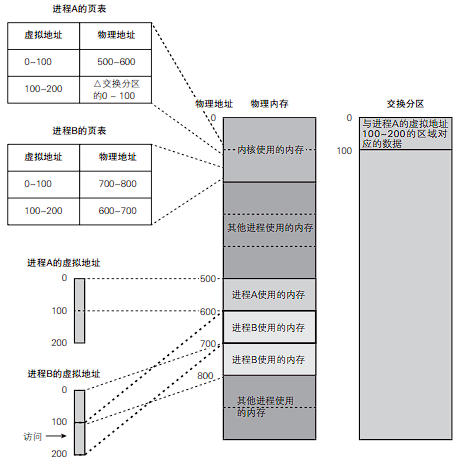 进程A的页表
虚拟地址 物理地址
0~100 500~600
100~200 △交换分区
的0~100
进程B的页表
虚拟地址 物理地址
0~100 700~800
100~200 600~700
物理地址 物理内存
0
内核使用的内存
其他进程使用的内存
500
进程A使用的内存
600
进程B使用的内存
700
进程B使用的内存
800
其他进程使用
的内存
交换分区
0
与进程A的虚拟地址
100~200的区域对
应的数据
100
进程A的虚拟地址
0
100
200
进程B的虚拟地址
0
100
访问
200